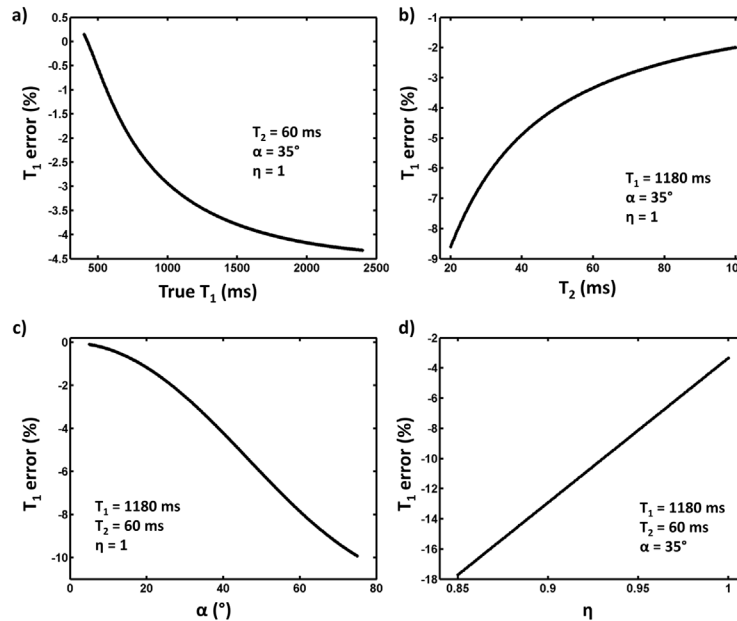 a)
0.5
0
-0.5
-1
-1.5
-2
-2.5
-3
-3.5
-4
-4.5
T₁ error (%)
T₂ = 60 ms
α = 35°
η = 1
500 1000 1500 2000 2500
True T₁ (ms)
b)
-1
-2
-3
-4
-5
-6
-7
-8
-9
T₁ error (%)
T₁ = 1180 ms
α = 35°
η = 1
20 40 60 80 100
T₂ (ms)
c)
0
-2
-4
-6
-8
-10
T₁ error (%)
T₁ = 1180 ms
T₂ = 60 ms
η = 1
0 20 40 60 80
α (°)
d)
-2
-4
-6
-8
-10
-12
-14
-16
-18
T₁ error (%)
T₁ = 1180 ms
T₂ = 60 ms
α = 35°
0.85 0.9 0.95 1
η